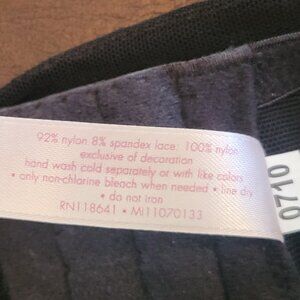 92% nylon 8% spandex lace: 100% nylon
exclusive of decoration
hand wash cold separately or with like colors
• only non-chlorine bleach when needed • line dry
• do not iron
RN118641 • MI11070133
0710